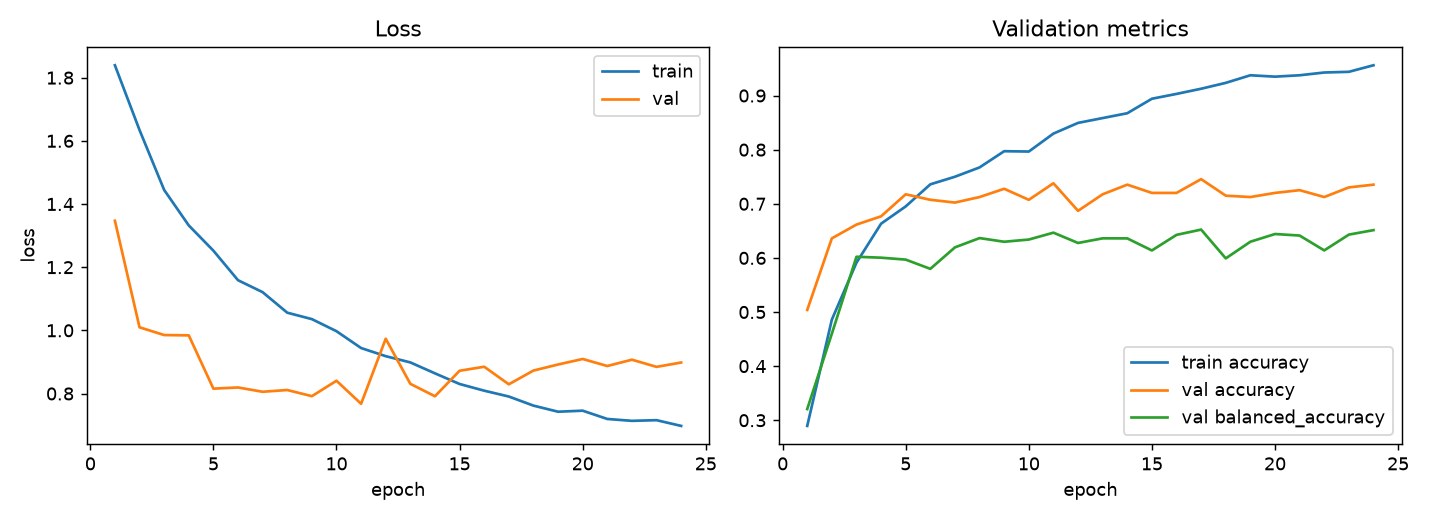 Loss
train
val
1.8
1.6
1.4
1.2
1.0
0.8
loss
0
5
10
15
20
25
epoch
Validation metrics
0.9
0.8
0.7
0.6
0.5
0.4
0.3
train accuracy
val accuracy
val balanced_accuracy
0
5
10
15
20
25
epoch